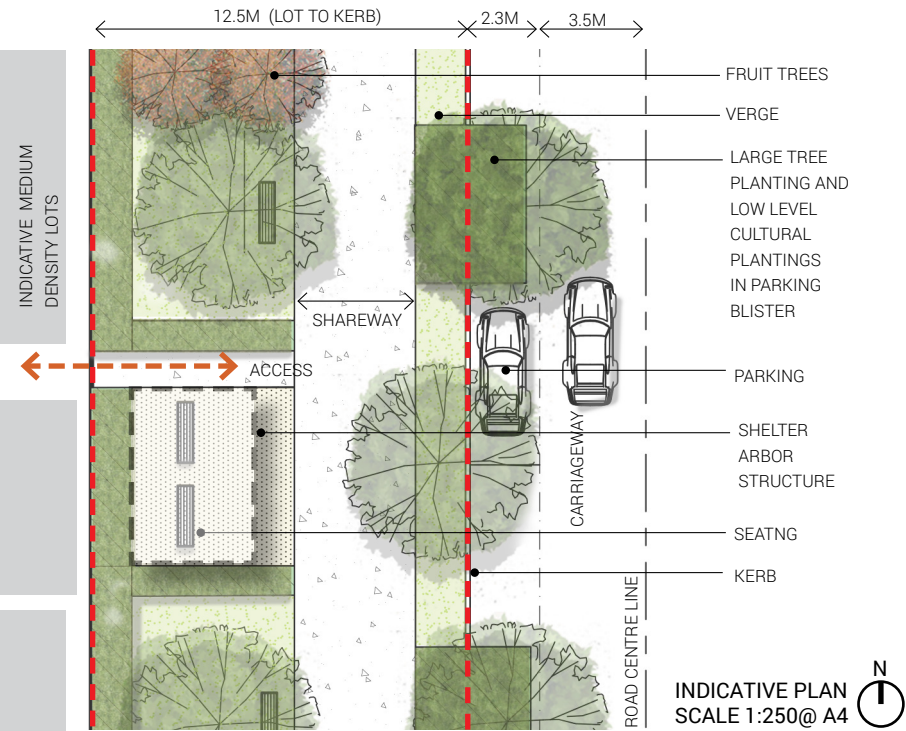 12.5M (LOT TO KERB)
2.3M
3.5M
FRUIT TREES
VERGE
LARGE TREE
PLANTING AND
LOW LEVEL
CULTURAL
PLANTINGS
IN PARKING
BLISTER
INDICATIVE MEDIUM
DENSITY LOTS
SHAREWAY
ACCESS
PARKING
CARRIAGEWAY
SHELTER
ARBOR
STRUCTURE
SEATNG
KERB
ROAD CENTRE LINE
N
INDICATIVE PLAN
SCALE 1:250@ A4